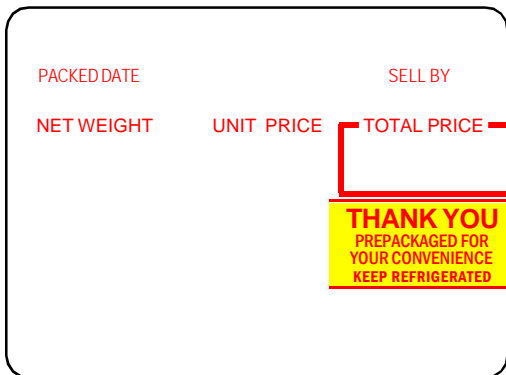 PACKED DATE SELL BY
NET WEIGHT UNIT PRICE TOTAL PRICE
THANK YOU
PREPACKAGED FOR
YOUR CONVENIENCE
KEEP REFRIGERATED